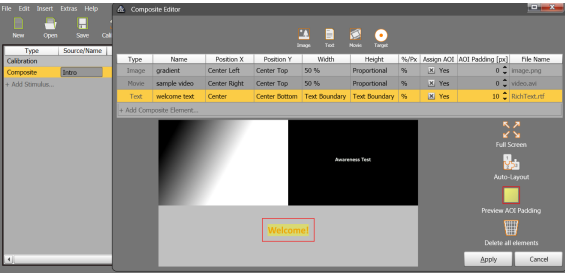 File Edit Insert Extras Help
Composite Editor
New Open Save
Image Text Movie Target
Type Source/Name
Calibration
Composite Intro
+ Add Stimulus...
Type Name Position X Position Y Width Height %/Px Assign AOI AOI Padding [px] File Name
Image gradient Center Left Center Top 50 % Proportional % Yes 0 image.png
Movie sample video Center Right Center Top 50 % Proportional % Yes 0 video.avi
Text welcome text Center Center Bottom Text Boundary Text Boundary % Yes 10 RichText.rtf
+ Add Composite Element...
Awareness Test
Welcome!
Full Screen
Auto-Layout
Preview AOI Padding
Delete all elements
Apply Cancel